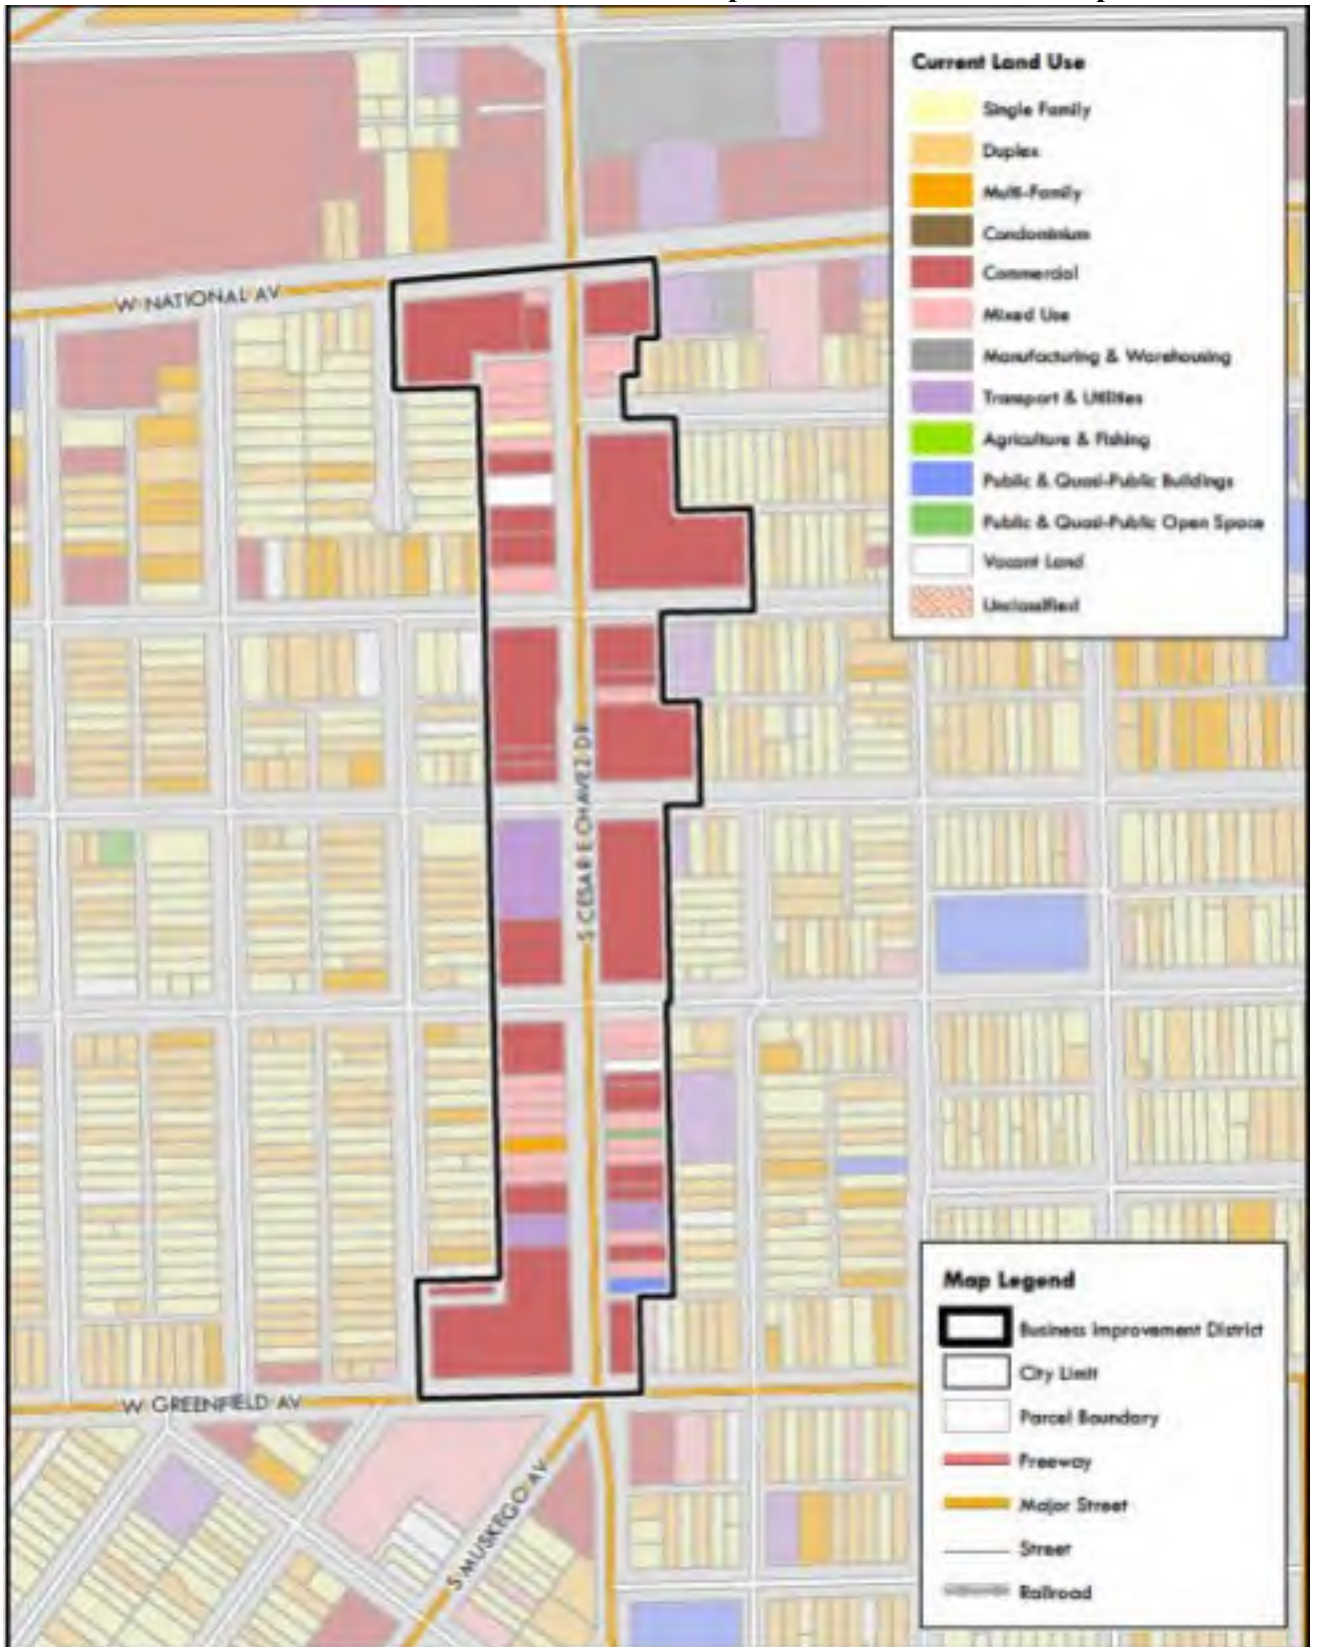 Current Land Use
Single Family
Duplex
Multi-Family
Condominium
Commercial
Mixed Use
Manufacturing & Warehousing
Transport & Utilities
Agriculture & Fishing
Public & Quasi-Public Buildings
Public & Quasi-Public Open Space
Vacant Land
Unclassified
W NATIONAL AV
S CESAR E CHAVEZ DR
W GREENFIELD AV
S MUSKEGO AV
Map Legend
Business Improvement District
City Limit
Parcel Boundary
Freeway
Major Street
Street
Railroad